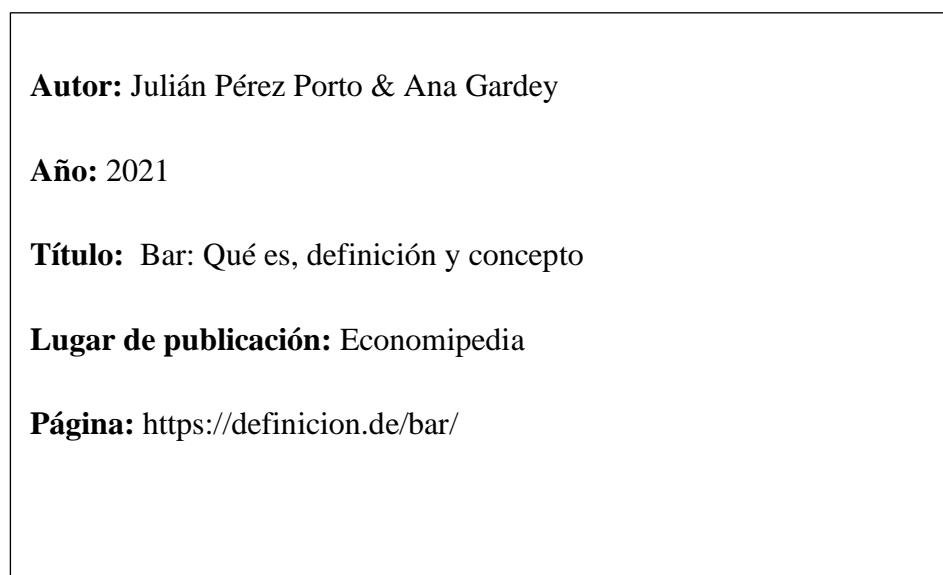 Autor: Julián Pérez Porto & Ana Gardey
Año: 2021
Título: Bar: Qué es, definición y concepto
Lugar de publicación: Economipedia
Página: https://definicion.de/bar/